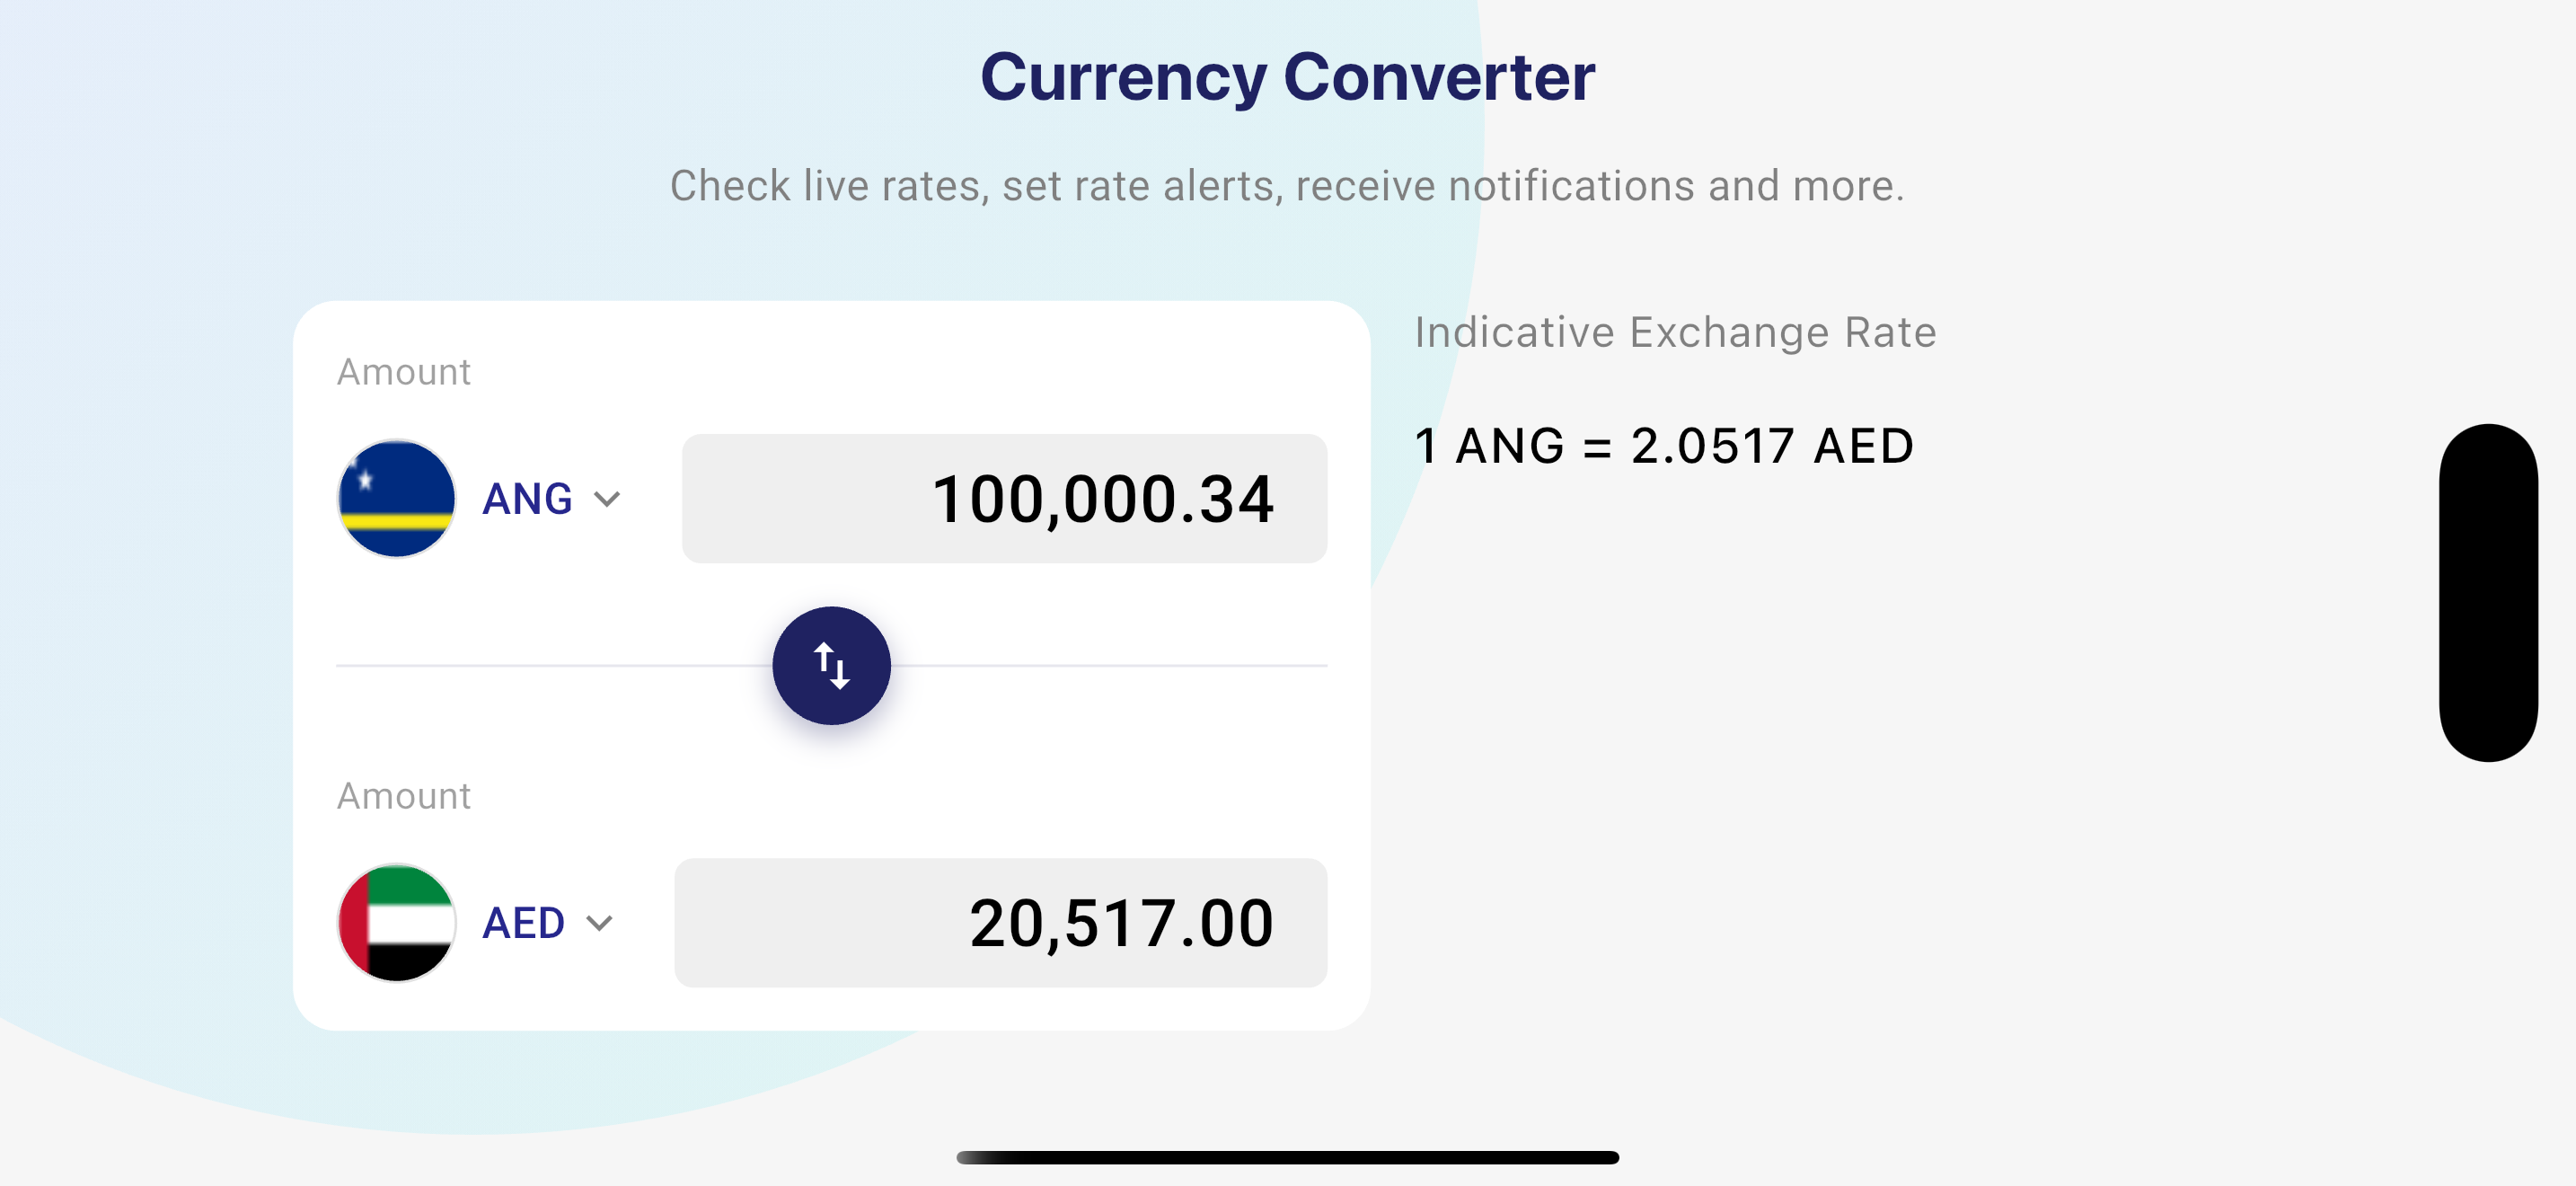 Currency Converter
Check live rates, set rate alerts, receive notifications and more.
Amount
ANG 100,000.34
Amount
AED 20,517.00
Indicative Exchange Rate
1 ANG = 2.0517 AED